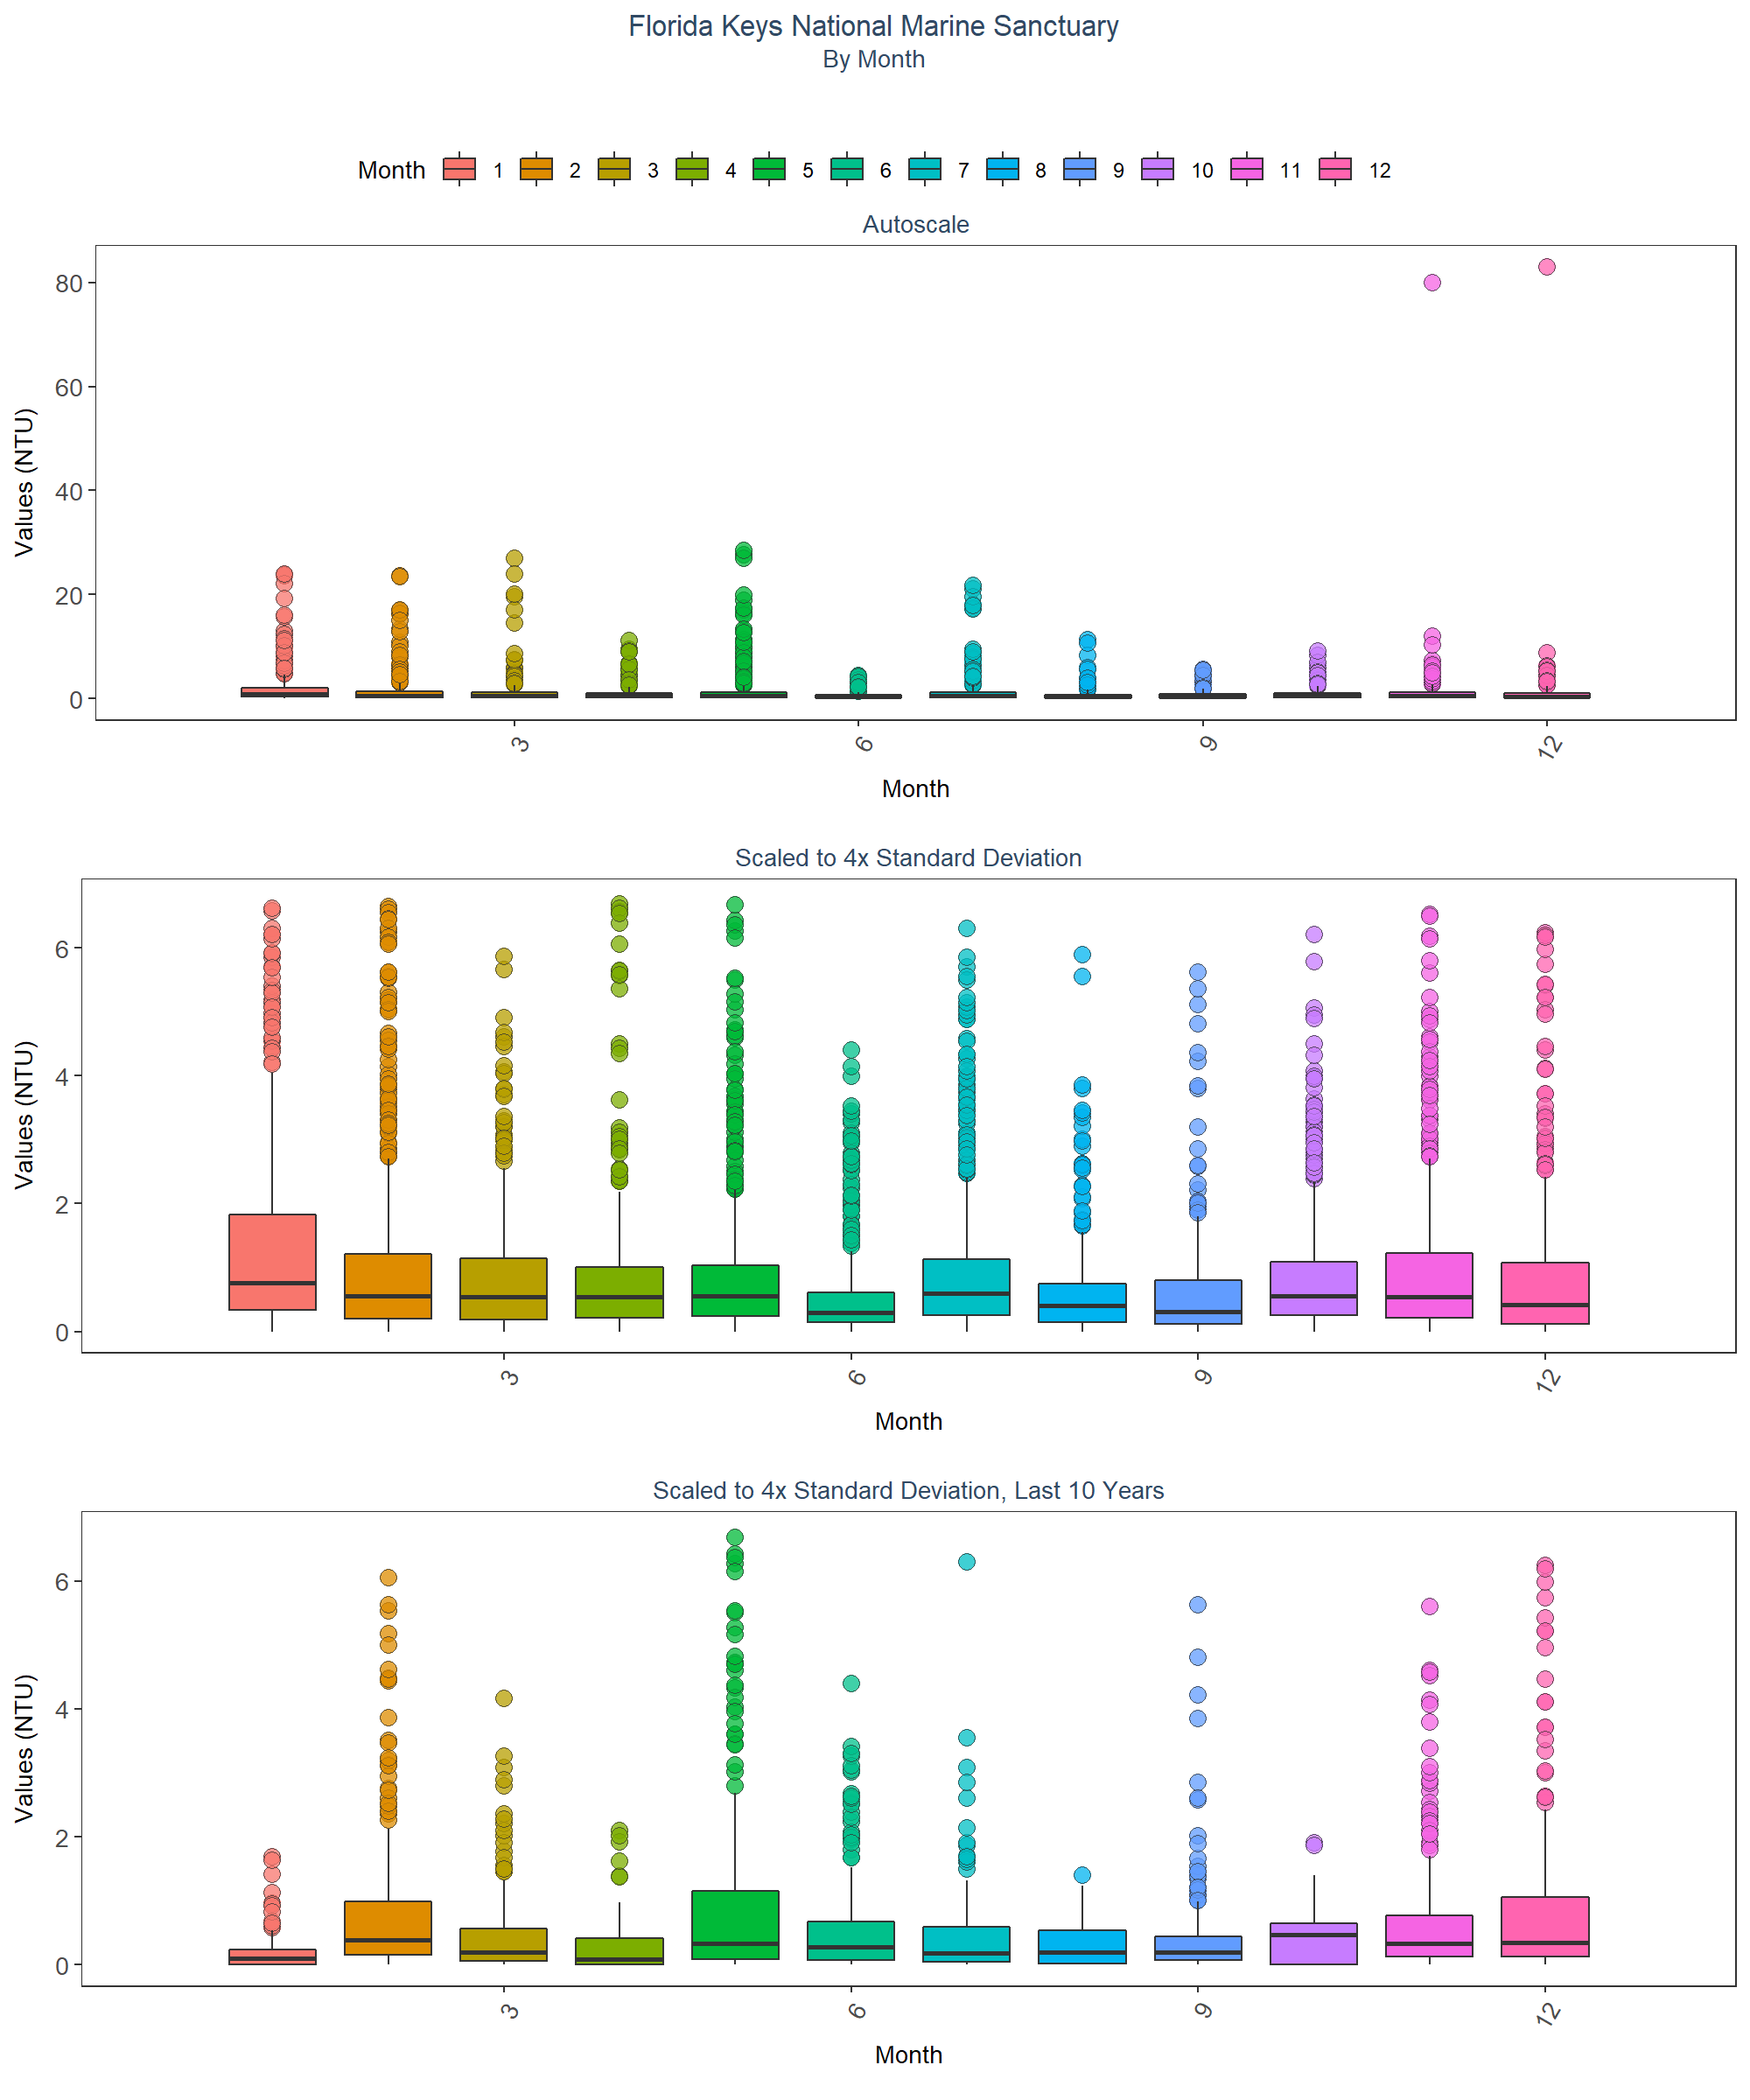 Florida Keys National Marine Sanctuary
By Month
Month 1 2 3 4 5 6 7 8 9 10 11 12
Autoscale
Values (NTU)
80
60
40
20
0
3 6 9 12
Month
Scaled to 4x Standard Deviation
Values (NTU)
6
4
2
0
3 6 9 12
Month
Scaled to 4x Standard Deviation, Last 10 Years
Values (NTU)
6
4
2
0
3 6 9 12
Month